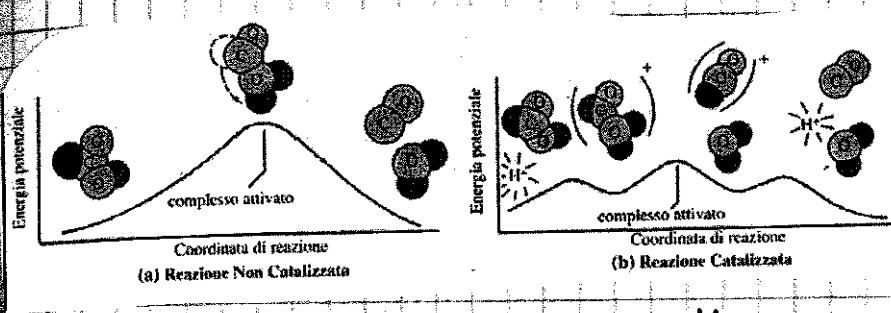 Energia potenziale
complesso attivato
Coordinata di reazione
(a) Reazione Non Catalizzata
O
C
O
C
O
O
C
O
+
Energia potenziale
H⁺
complesso attivato
Coordinata di reazione
(b) Reazione Catalizzata
O
+
O
C
+
O
O
C
H⁺
O